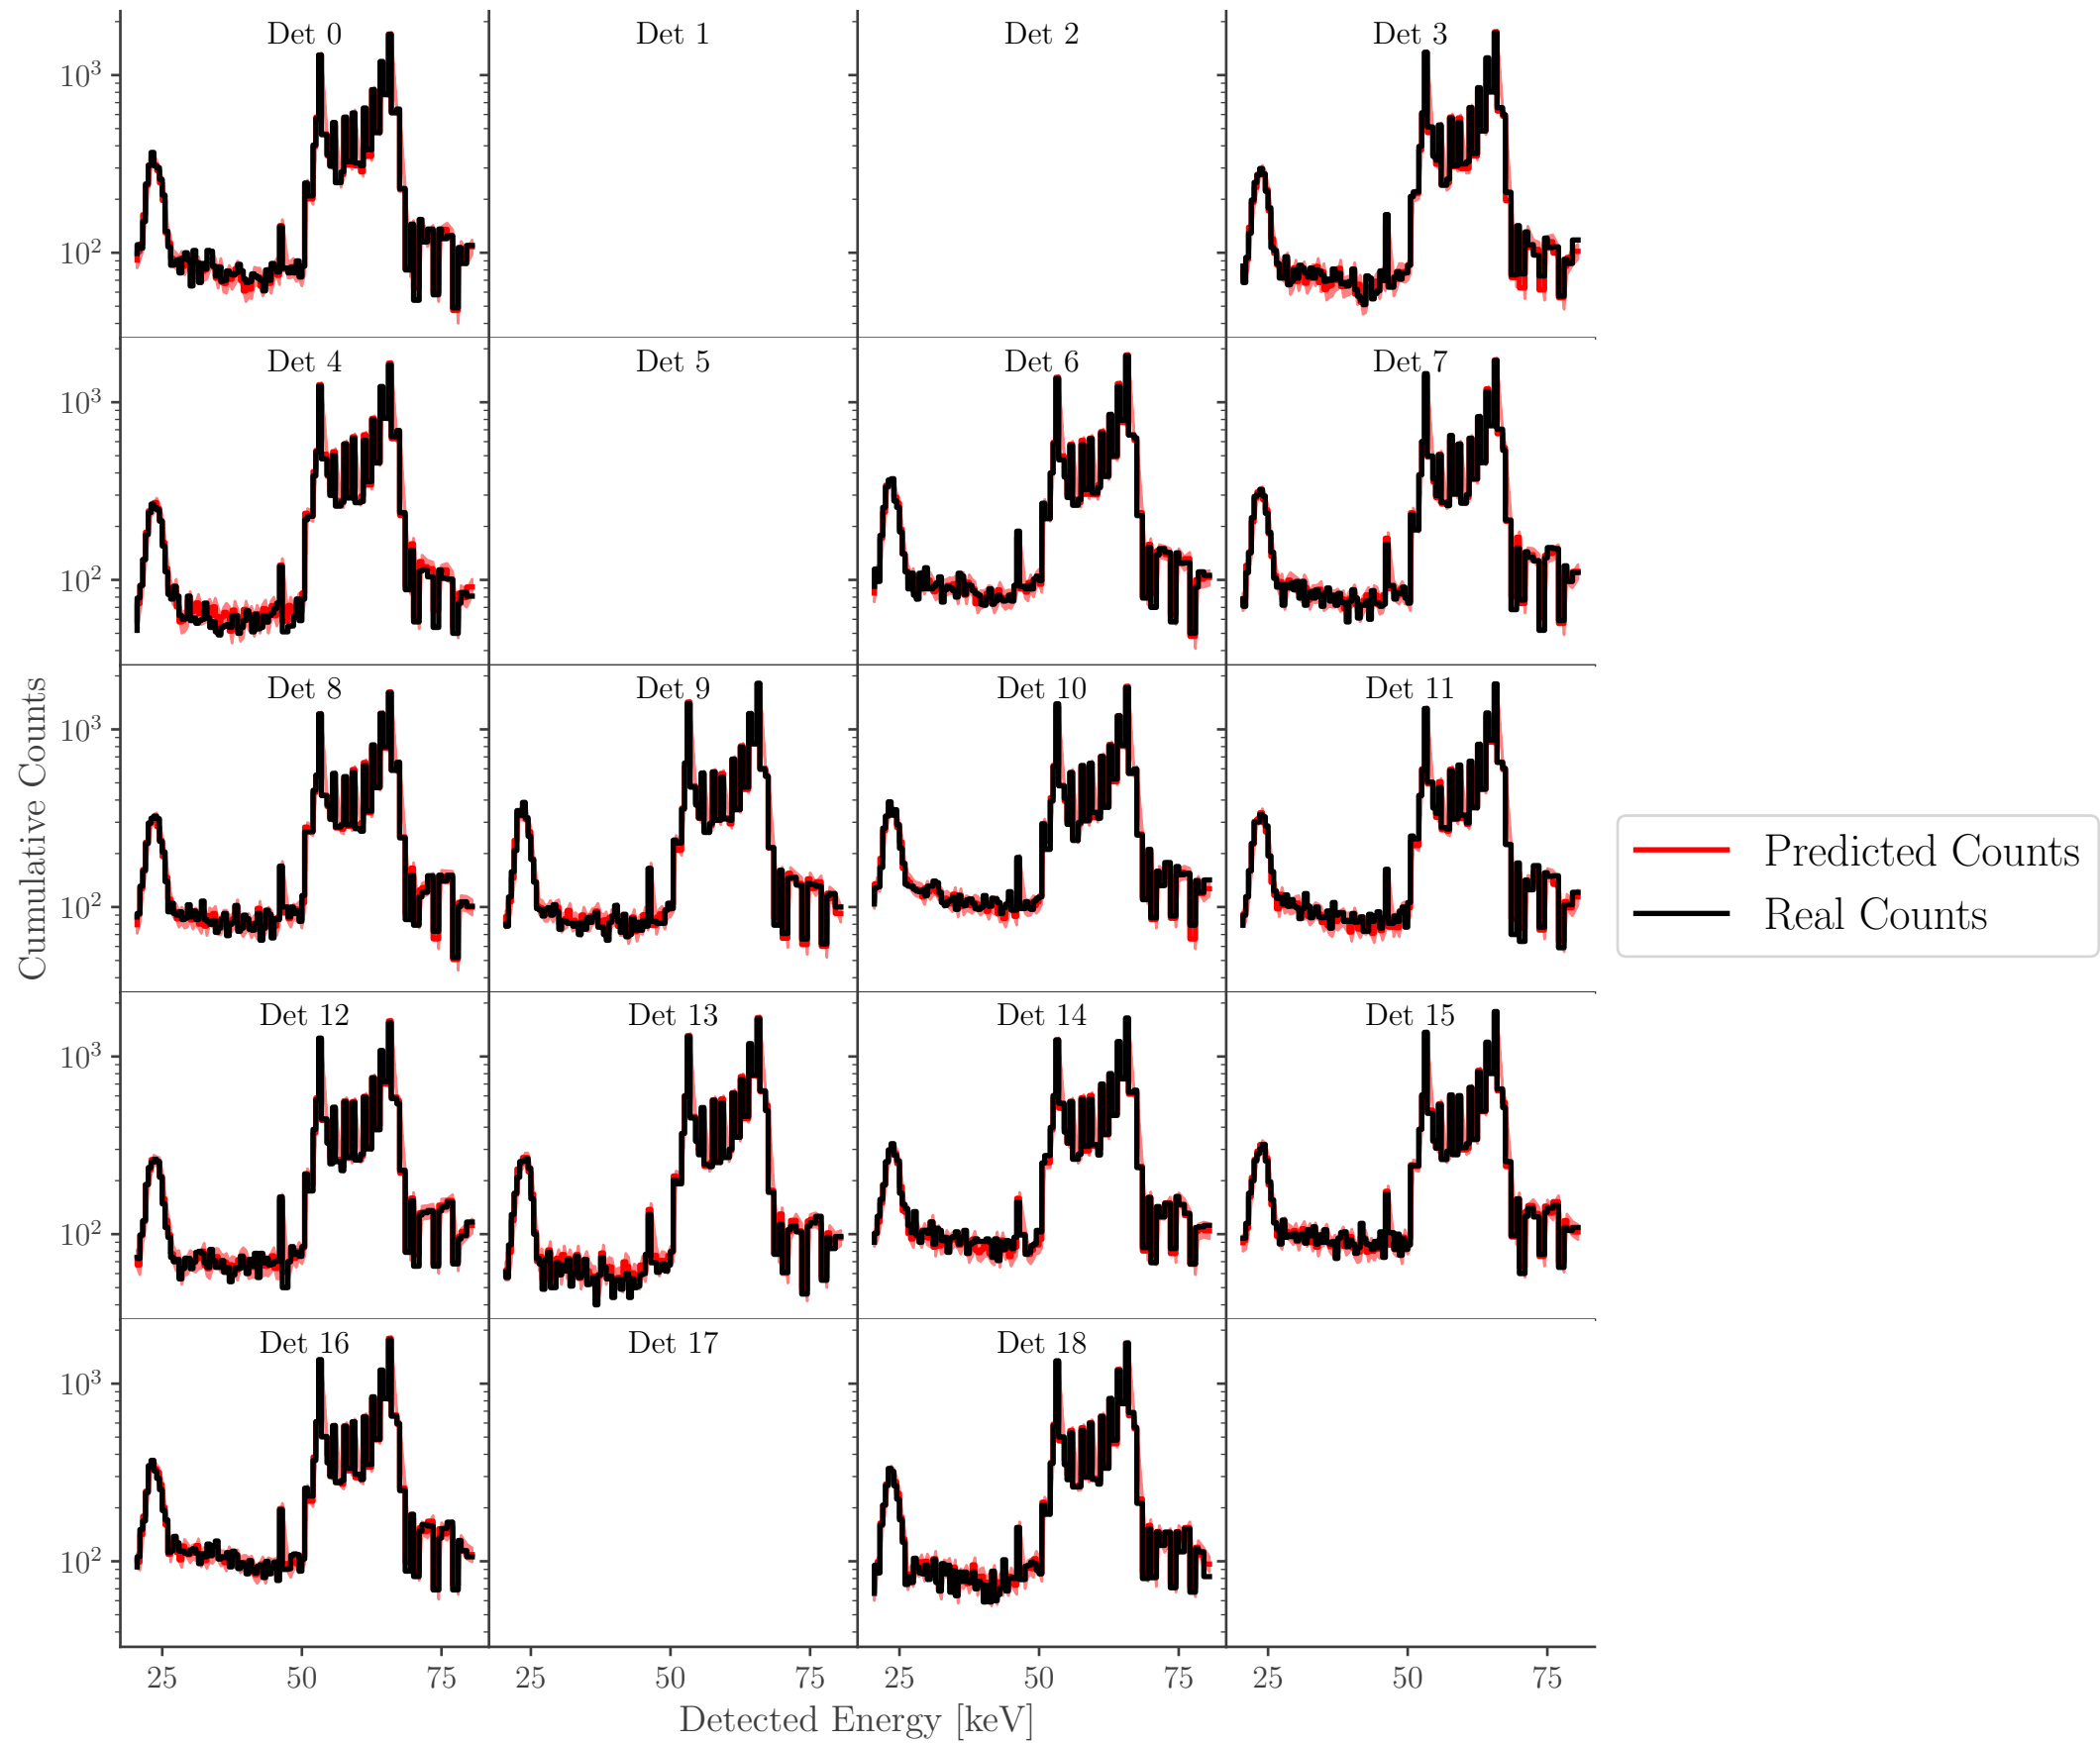 Det 0
Det 1
Det 2
Det 3
10³
10²
Det 4
Det 5
Det 6
Det 7
10³
10²
Det 8
Det 9
Det 10
Det 11
10³
10²
Det 12
Det 13
Det 14
Det 15
10³
10²
Det 16
Det 17
Det 18
10³
10²
25 50 75 25 50 75 25 50 75 25 50 75
Detected Energy [keV]
Cumulative Counts
Predicted Counts
Real Counts